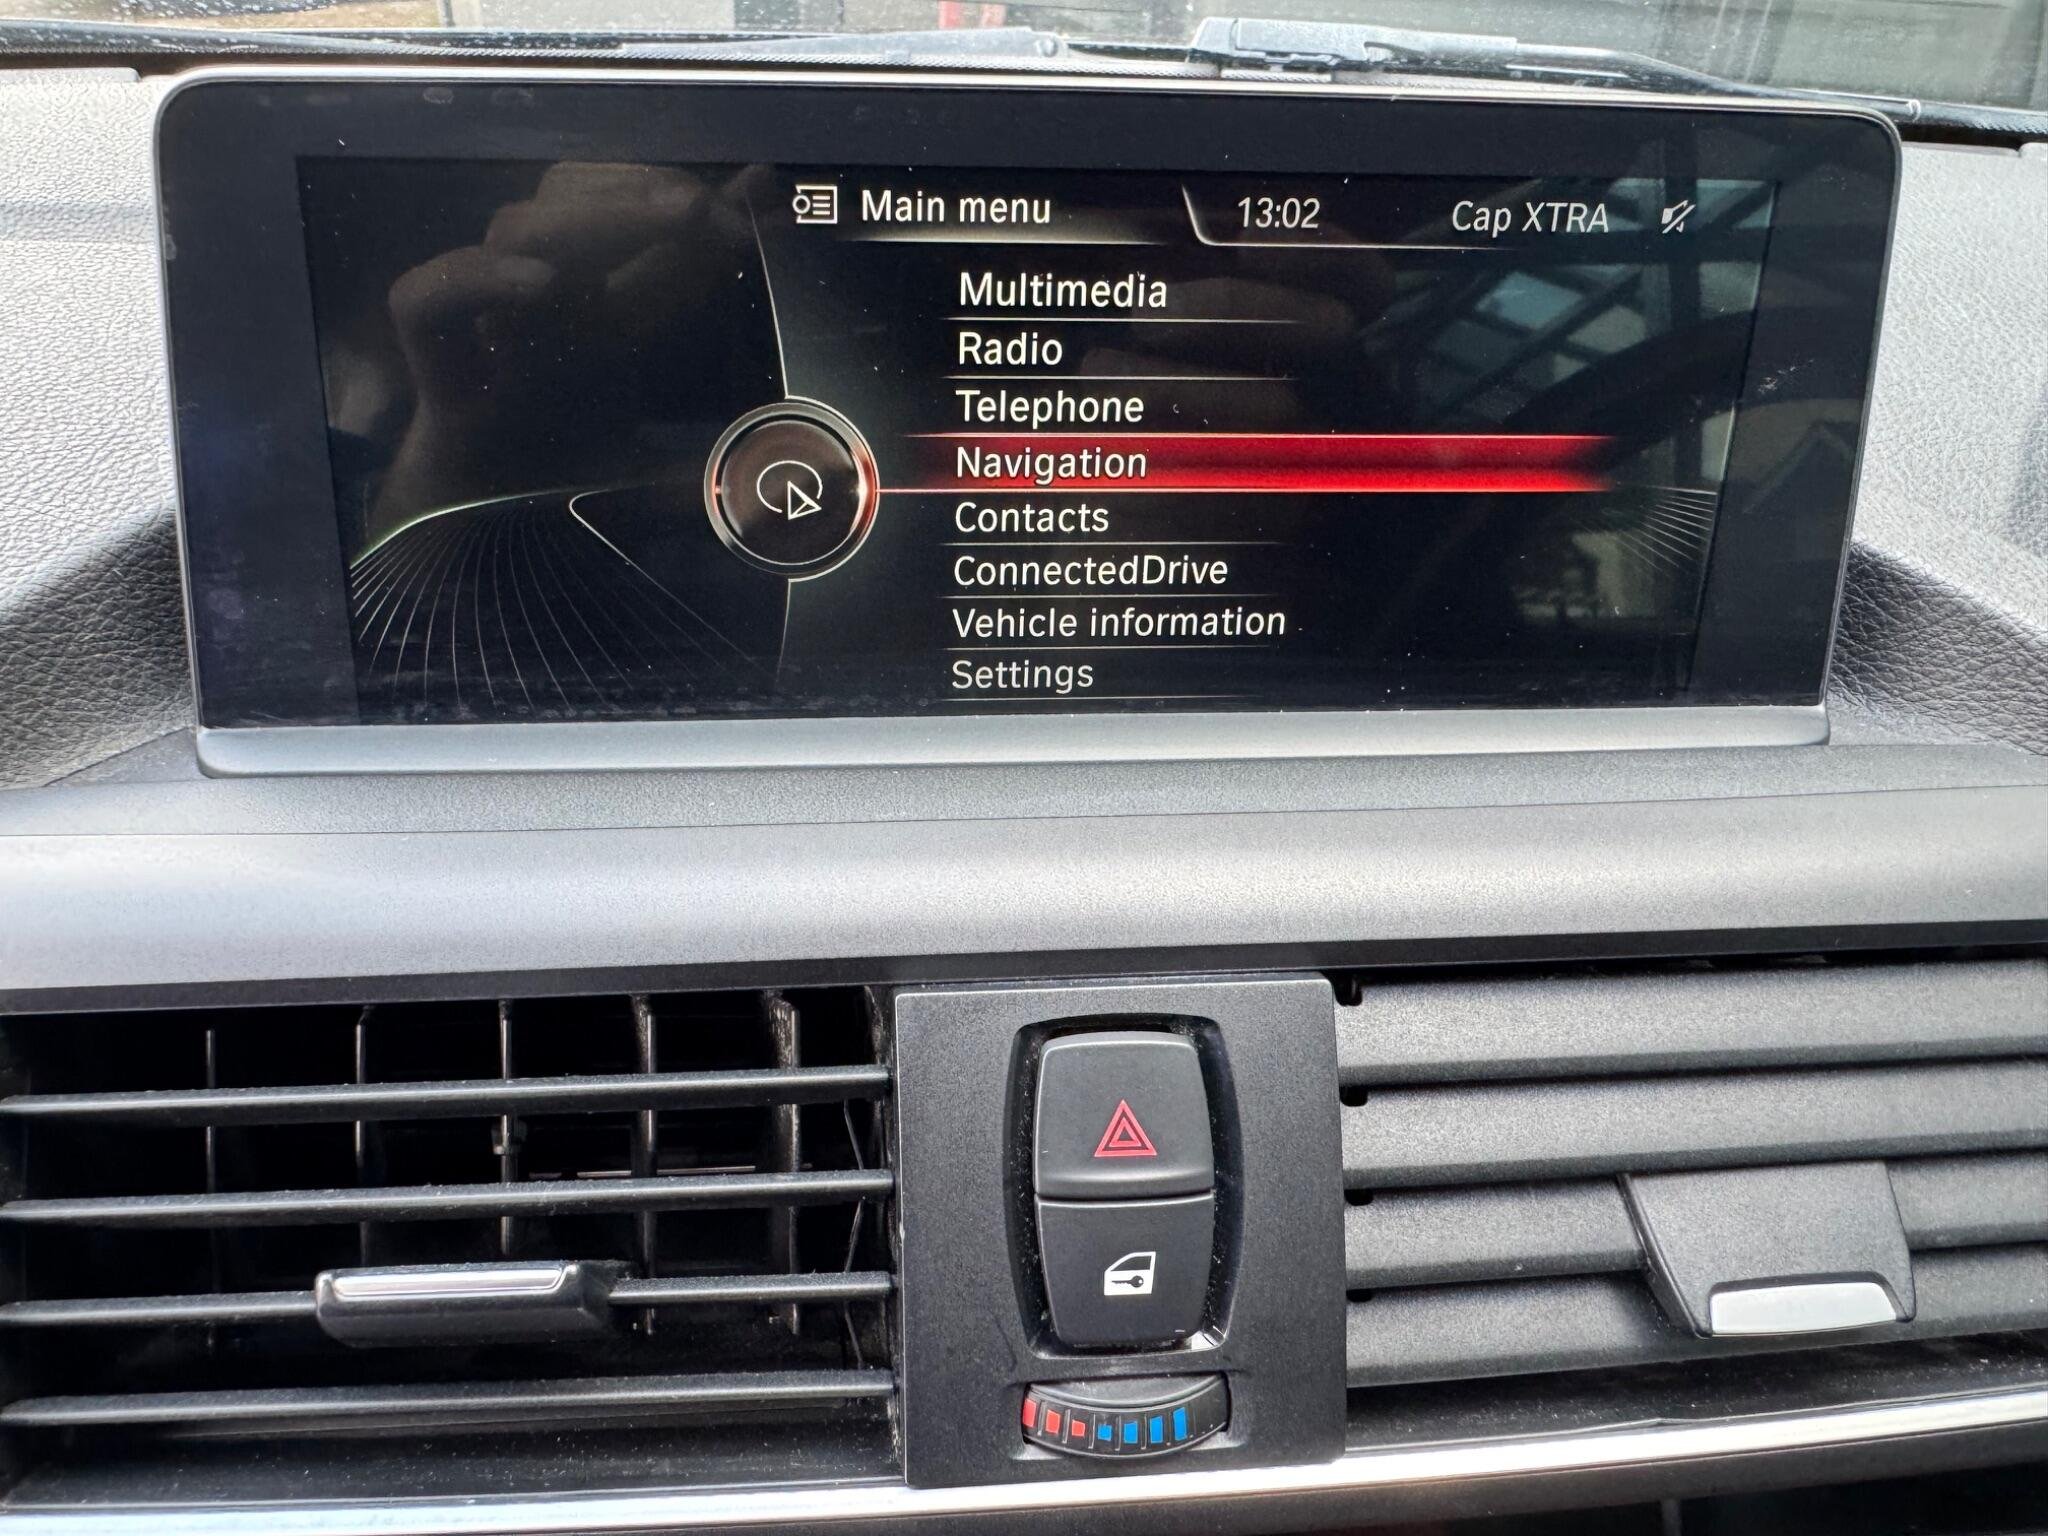 Main menu 13:02 Cap XTRA
Multimedia
Radio
Telephone
Navigation
Contacts
ConnectedDrive
Vehicle information
Settings